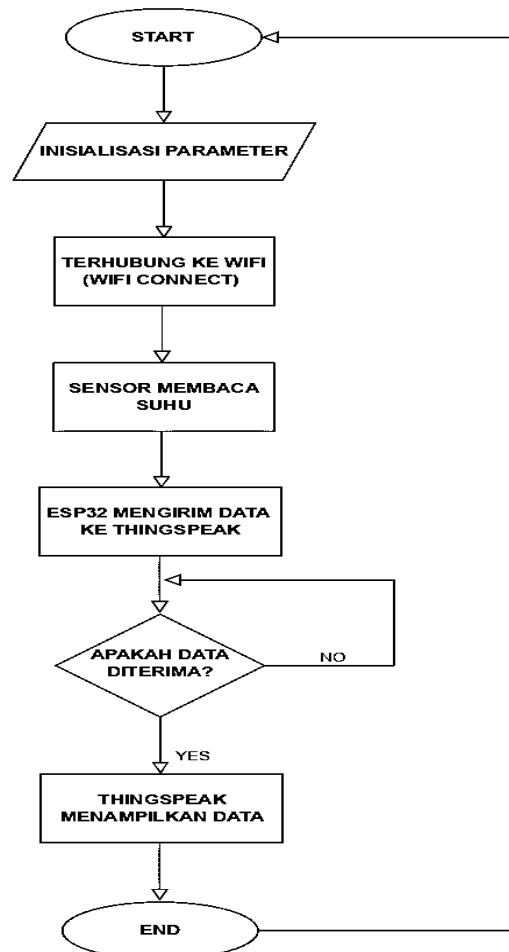 START
INISIALISASI PARAMETER
TERHUBUNG KE WIFI
(WIFI CONNECT)
SENSOR MEMBACA
SUHU
ESP32 MENGIRIM DATA
KE THINGSPEAK
APAKAH DATA
DITERIMA?
NO
YES
THINGSPEAK
MENAMPILKAN DATA
END